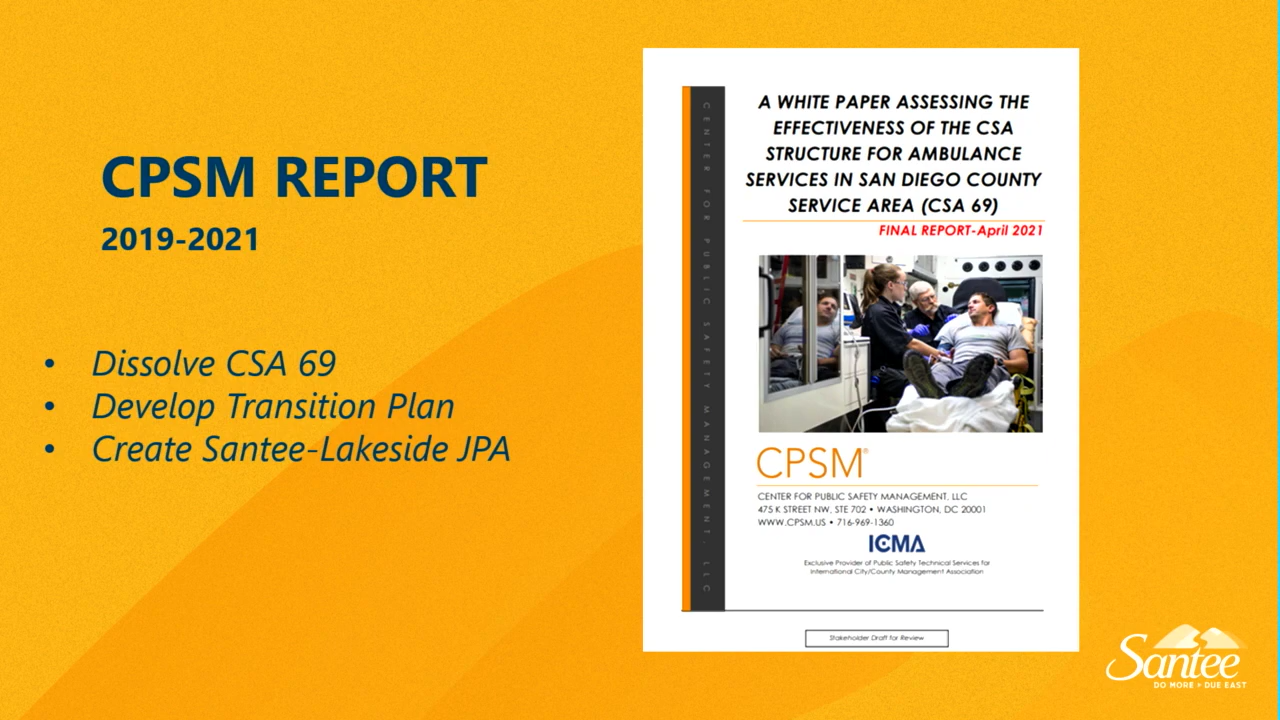 CPSM REPORT
2019-2021
• Dissolve CSA 69
• Develop Transition Plan
• Create Santee-Lakeside JPA
CENTER FOR PUBLIC SAFETY MANAGEMENT, LLC
A WHITE PAPER ASSESSING THE
EFFECTIVENESS OF THE CSA
STRUCTURE FOR AMBULANCE
SERVICES IN SAN DIEGO COUNTY
SERVICE AREA (CSA 69)
FINAL REPORT-April 2021
CPSM®
CENTER FOR PUBLIC SAFETY MANAGEMENT, LLC
475 K STREET NW, STE 702 • WASHINGTON, DC 20001
WWW.CPSM.US • 716-969-1360
ICMA
Exclusive Provider of Public Safety Technical Services for
International City/County Management Association
Stakeholder Draft for Review
Santee
DO MORE > DUE EAST